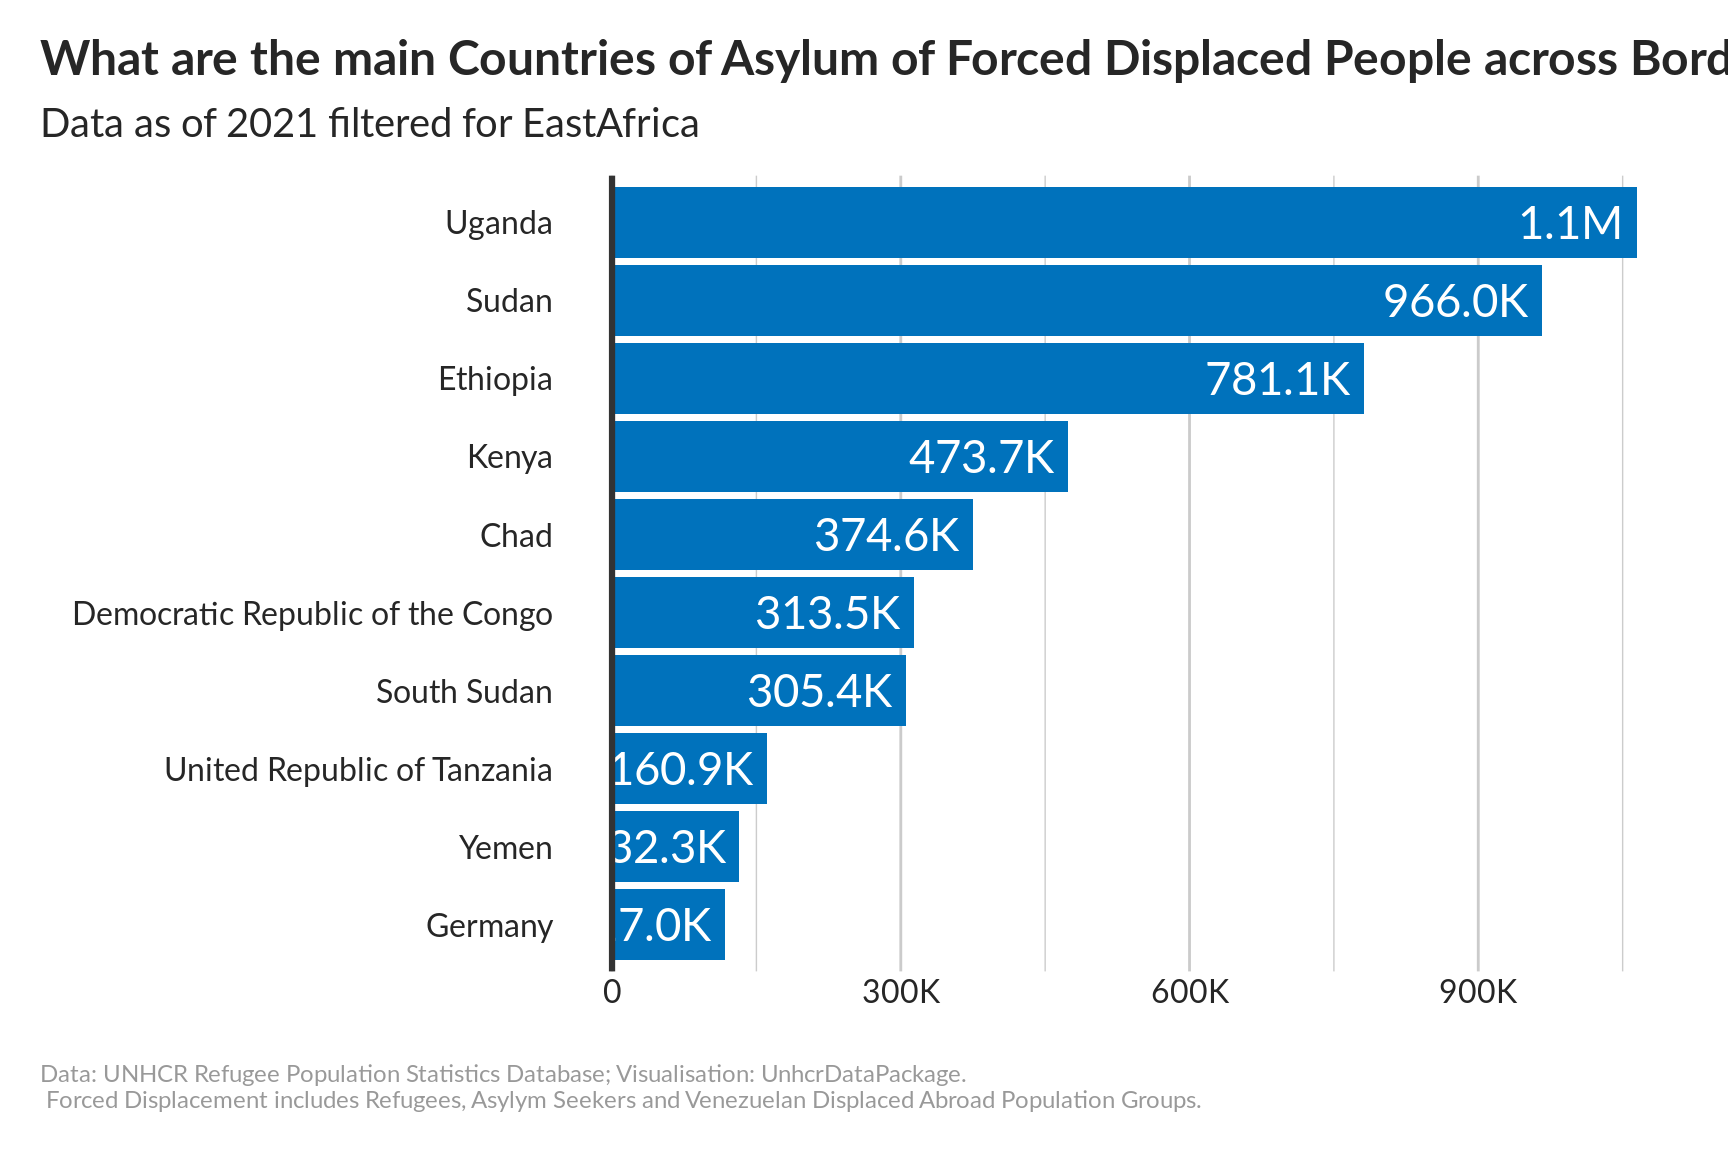 What are the main Countries of Asylum of Forced Displaced People across Bord
Data as of 2021 filtered for EastAfrica
Uganda 1.1M
Sudan 966.0K
Ethiopia 781.1K
Kenya 473.7K
Chad 374.6K
Democratic Republic of the Congo 313.5K
South Sudan 305.4K
United Republic of Tanzania 160.9K
Yemen 32.3K
Germany 7.0K
0 300K 600K 900K
Data: UNHCR Refugee Population Statistics Database; Visualisation: UnhcrDataPackage.
Forced Displacement includes Refugees, Asylym Seekers and Venezuelan Displaced Abroad Population Groups.